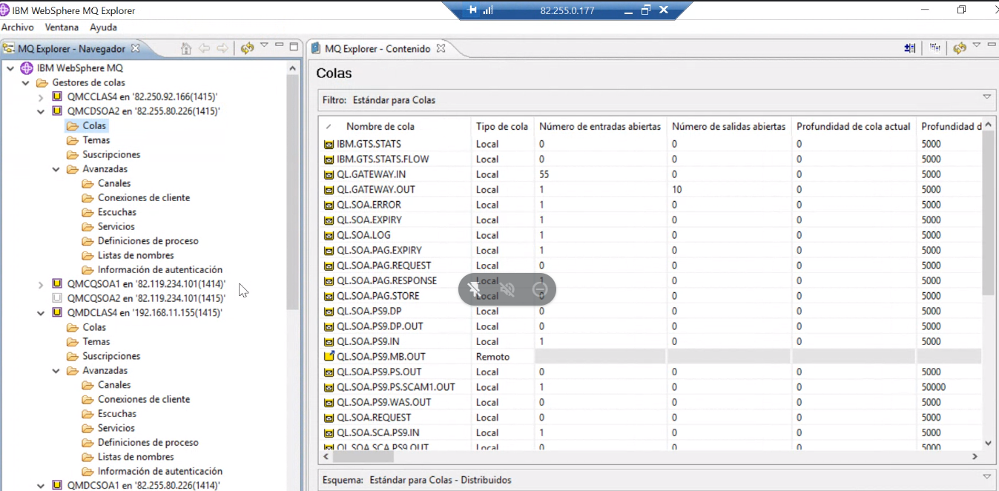 IBM WebSphere MQ Explorer
82.255.0.177
Archivo Ventana Ayuda
MQ Explorer - Navegador
IBM WebSphere MQ
Gestores de colas
QMCCLAS4 en '82.250.92.166(1415)'
QMCDSOA2 en '82.255.80.226(1415)'
Colas
Temas
Suscripciones
Avanzadas
Canales
Conexiones de cliente
Escuchas
Servicios
Definiciones de proceso
Listas de nombres
Información de autenticación
QMCQSOA1 en '82.119.234.101(1414)'
QMCQSOA2 en '82.119.234.101(1415)'
QMDCLAS4 en '192.168.11.155(1415)'
Colas
Temas
Suscripciones
Avanzadas
Canales
Conexiones de cliente
Escuchas
Servicios
Definiciones de proceso
Listas de nombres
Información de autenticación
QMDCSOA1 en '82.255.80.226(1414)'
MQ Explorer - Contenido
Colas
Filtro: Estándar para Colas
Nombre de cola Tipo de cola Número de entradas abiertas Número de salidas abiertas Profundidad de cola actual Profundidad d
IBM.GTS.STATS Local 0 0 0 5000
IBM.GTS.STATS.FLOW Local 0 0 0 5000
QL.GATEWAY.IN Local 55 0 0 5000
QL.GATEWAY.OUT Local 1 10 0 5000
QL.SOA.ERROR Local 1 0 0 5000
QL.SOA.EXPIRY Local 1 0 0 5000
QL.SOA.LOG Local 1 0 0 5000
QL.SOA.PAG.EXPIRY Local 1 0 0 5000
QL.SOA.PAG.REQUEST Local 0 0 0 5000
QL.SOA.PAG.RESPONSE Local 1 0 0 5000
QL.SOA.PAG.STORE Local 0 0 0 5000
QL.SOA.PS9.DP Local 0 0 0 5000
QL.SOA.PS9.DP.OUT Local 0 0 0 5000
QL.SOA.PS9.IN Local 1 0 0 5000
QL.SOA.PS9.MB.OUT Remoto
QL.SOA.PS9.PS.OUT Local 0 0 0 5000
QL.SOA.PS9.PS.SCAM1.OUT Local 1 0 0 50000
QL.SOA.PS9.WAS.OUT Local 0 0 0 5000
QL.SOA.REQUEST Local 0 0 0 5000
QL.SOA.SCA.PS9.IN Local 1 0 0 5000
QL.SOA.SCA.PS9.OUT Local 0 0 0 5000
Esquema: Estándar para Colas - Distribuidos